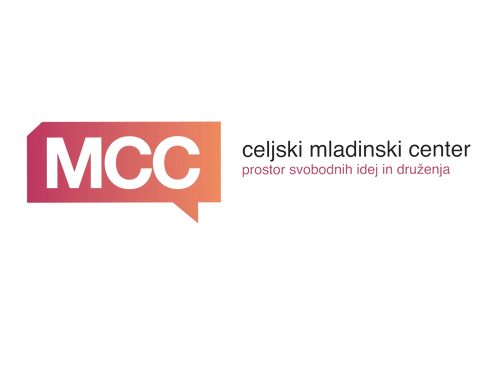 MCC
celjski mladinski center
prostor svobodnih idej in druženja